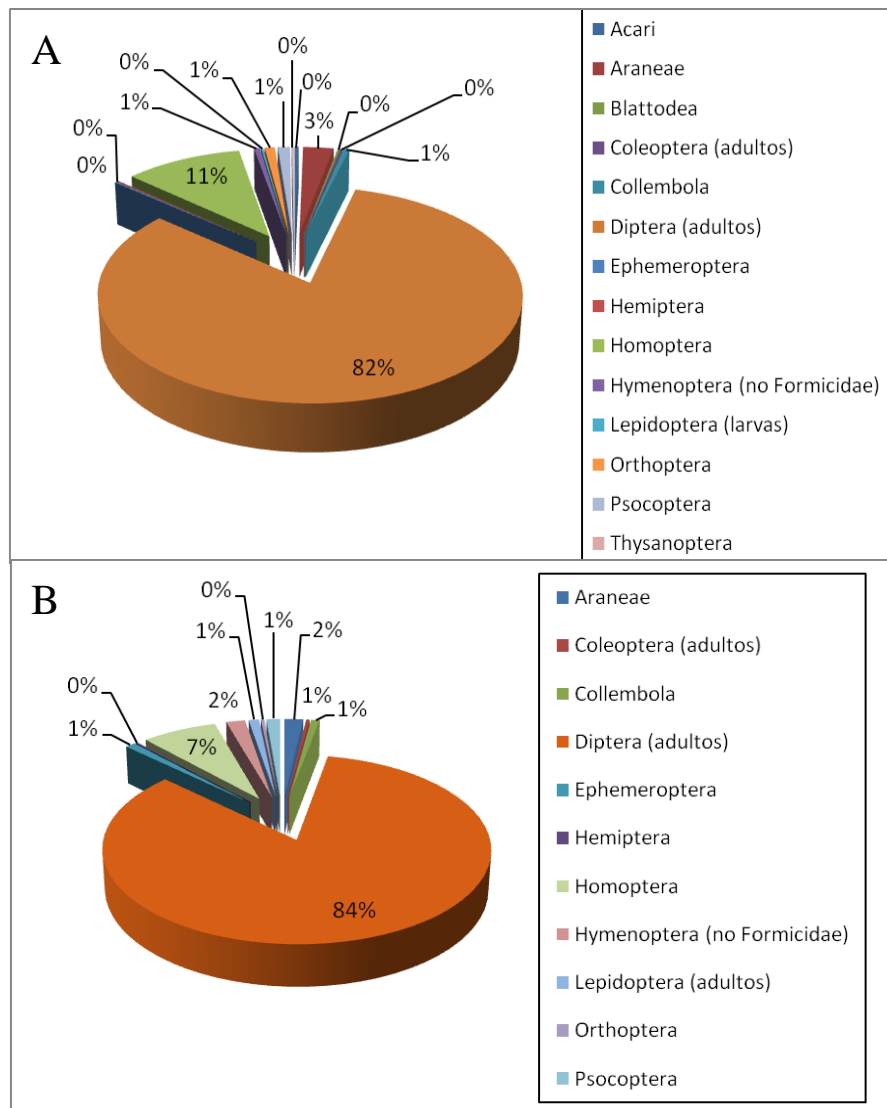 A
0%
0%
1%
0%
1%
1%
0%
0%
3%
0%
0%
1%
0%
0%
11%
82%
Acari
Araneae
Blattodea
Coleoptera (adultos)
Collembola
Diptera (adultos)
Ephemeroptera
Hemiptera
Homoptera
Hymenoptera (no Formicidae)
Lepidoptera (larvas)
Orthoptera
Psocoptera
Thysanoptera
B
0%
1%
1%
2%
0%
1%
2%
7%
1%
1%
84%
Araneae
Coleoptera (adultos)
Collembola
Diptera (adultos)
Ephemeroptera
Hemiptera
Homoptera
Hymenoptera (no Formicidae)
Lepidoptera (adultos)
Orthoptera
Psocoptera